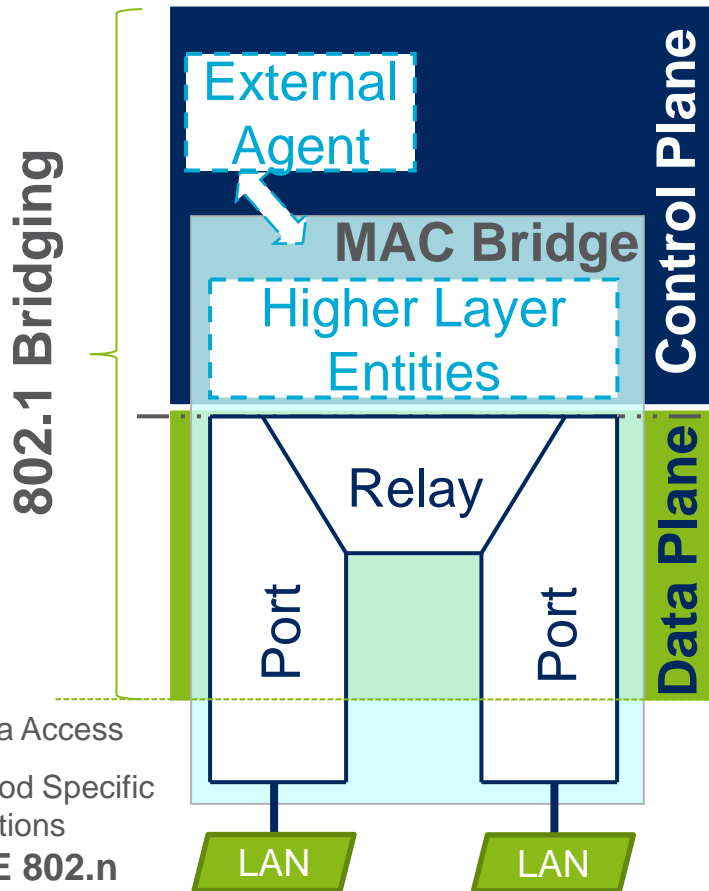 External
Agent
Control Plane
802.1 Bridging
MAC Bridge
Higher Layer
Entities
Relay
Port
Port
Data Plane
a Access
od Specific
tions
E 802.n
LAN
LAN